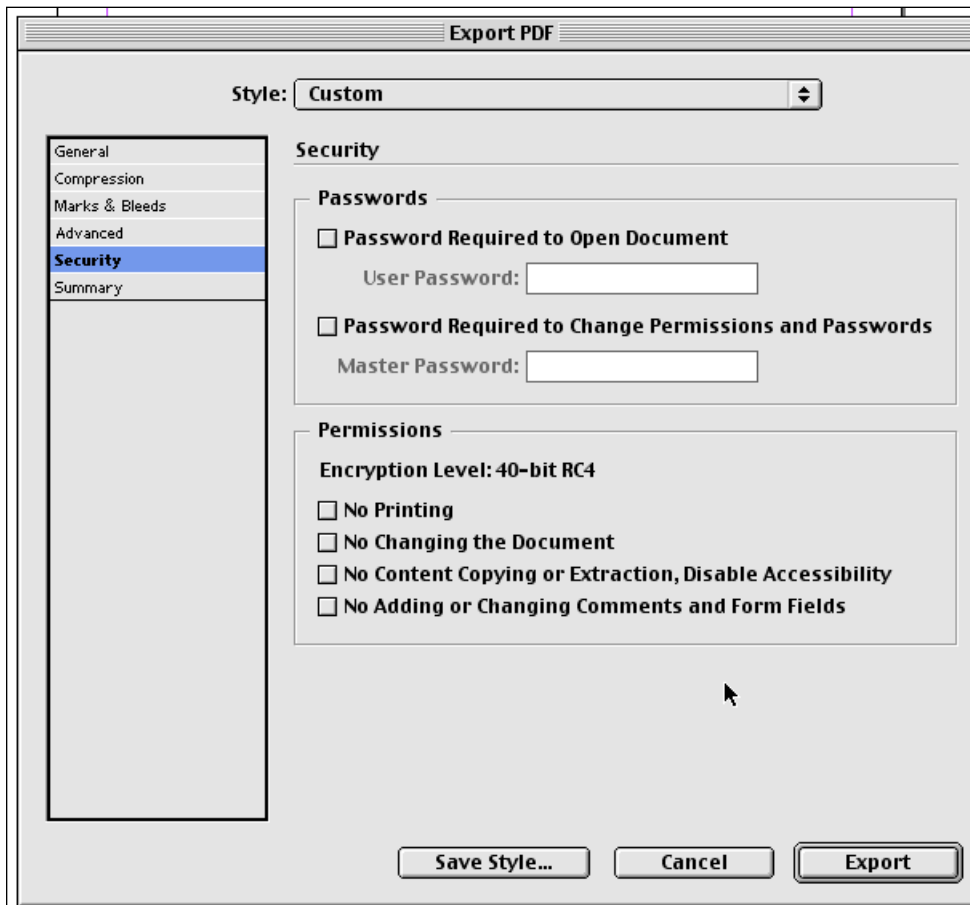 Export PDF
Style: Custom
General
Compression
Marks & Bleeds
Advanced
Security
Summary
Security
Passwords
Password Required to Open Document
User Password:
Password Required to Change Permissions and Passwords
Master Password:
Permissions
Encryption Level: 40-bit RC4
No Printing
No Changing the Document
No Content Copying or Extraction, Disable Accessibility
No Adding or Changing Comments and Form Fields
Save Style... Cancel Export